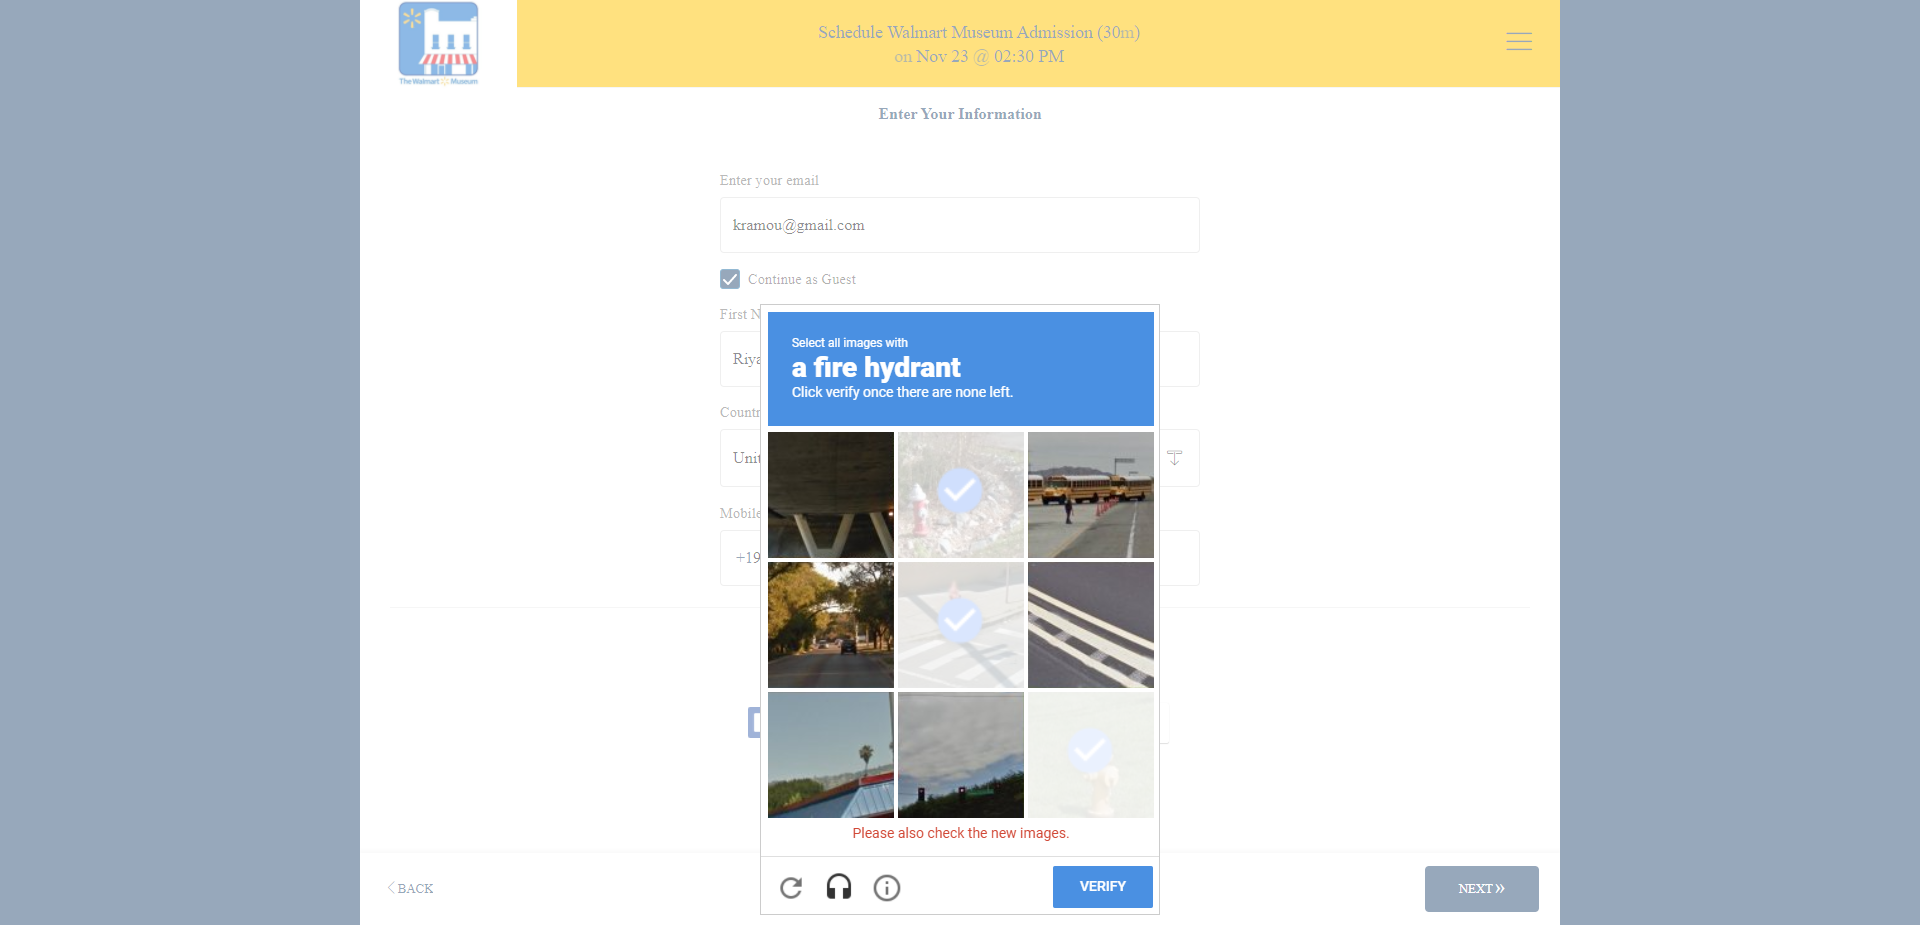 The Walmart Museum
Schedule Walmart Museum Admission (30m)
on Nov 23 @ 02:30 PM
Enter Your Information
Enter your email
kramou@gmail.com
Continue as Guest
First N
Riya
Countr
Unit
Mobile
+19
Select all images with
a fire hydrant
Click verify once there are none left.
Please also check the new images.
VERIFY
BACK
NEXT